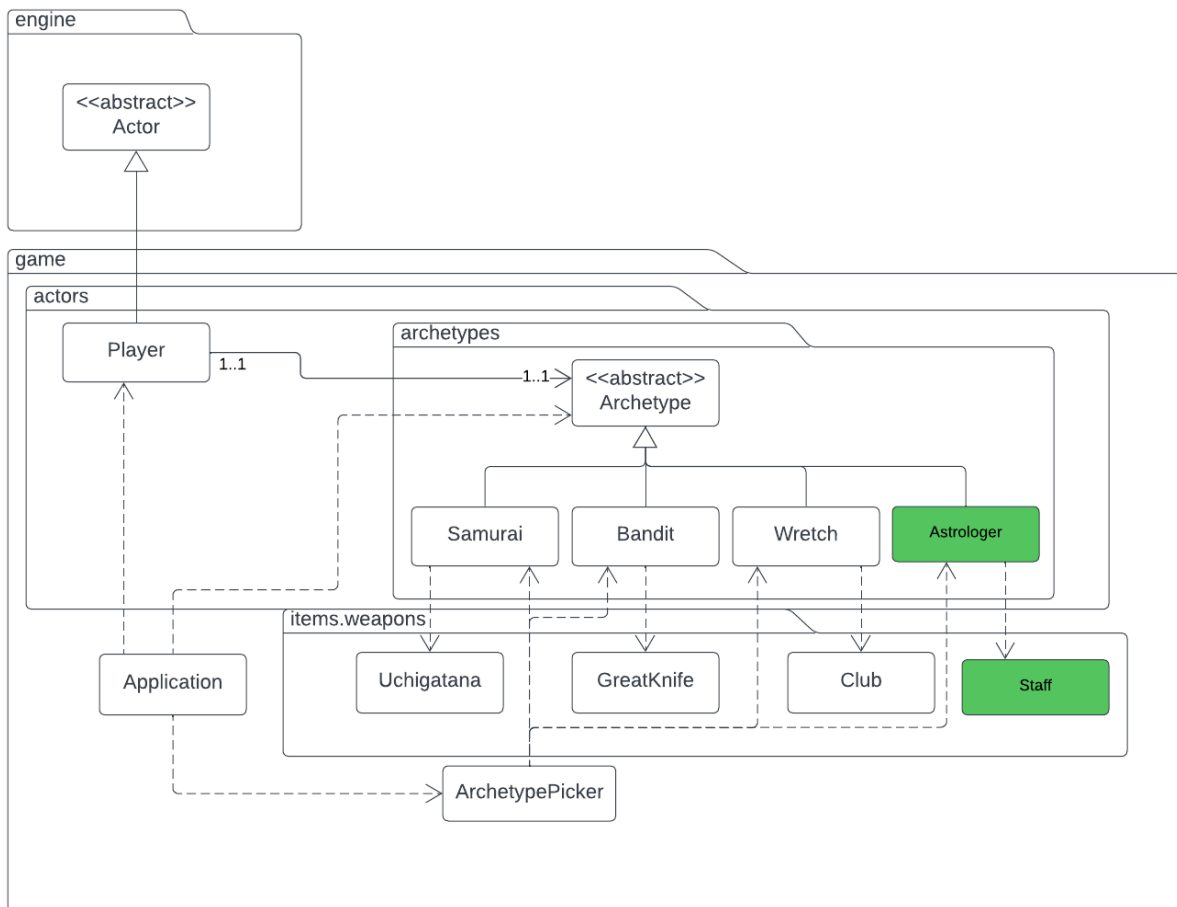 engine
<<abstract>>
Actor
game
actors
Player
archetypes
1..1
1..1
<<abstract>>
Archetype
Samurai
Bandit
Wretch
Astrologer
items.weapons
Application
Uchigatana
GreatKnife
Club
Staff
ArchetypePicker